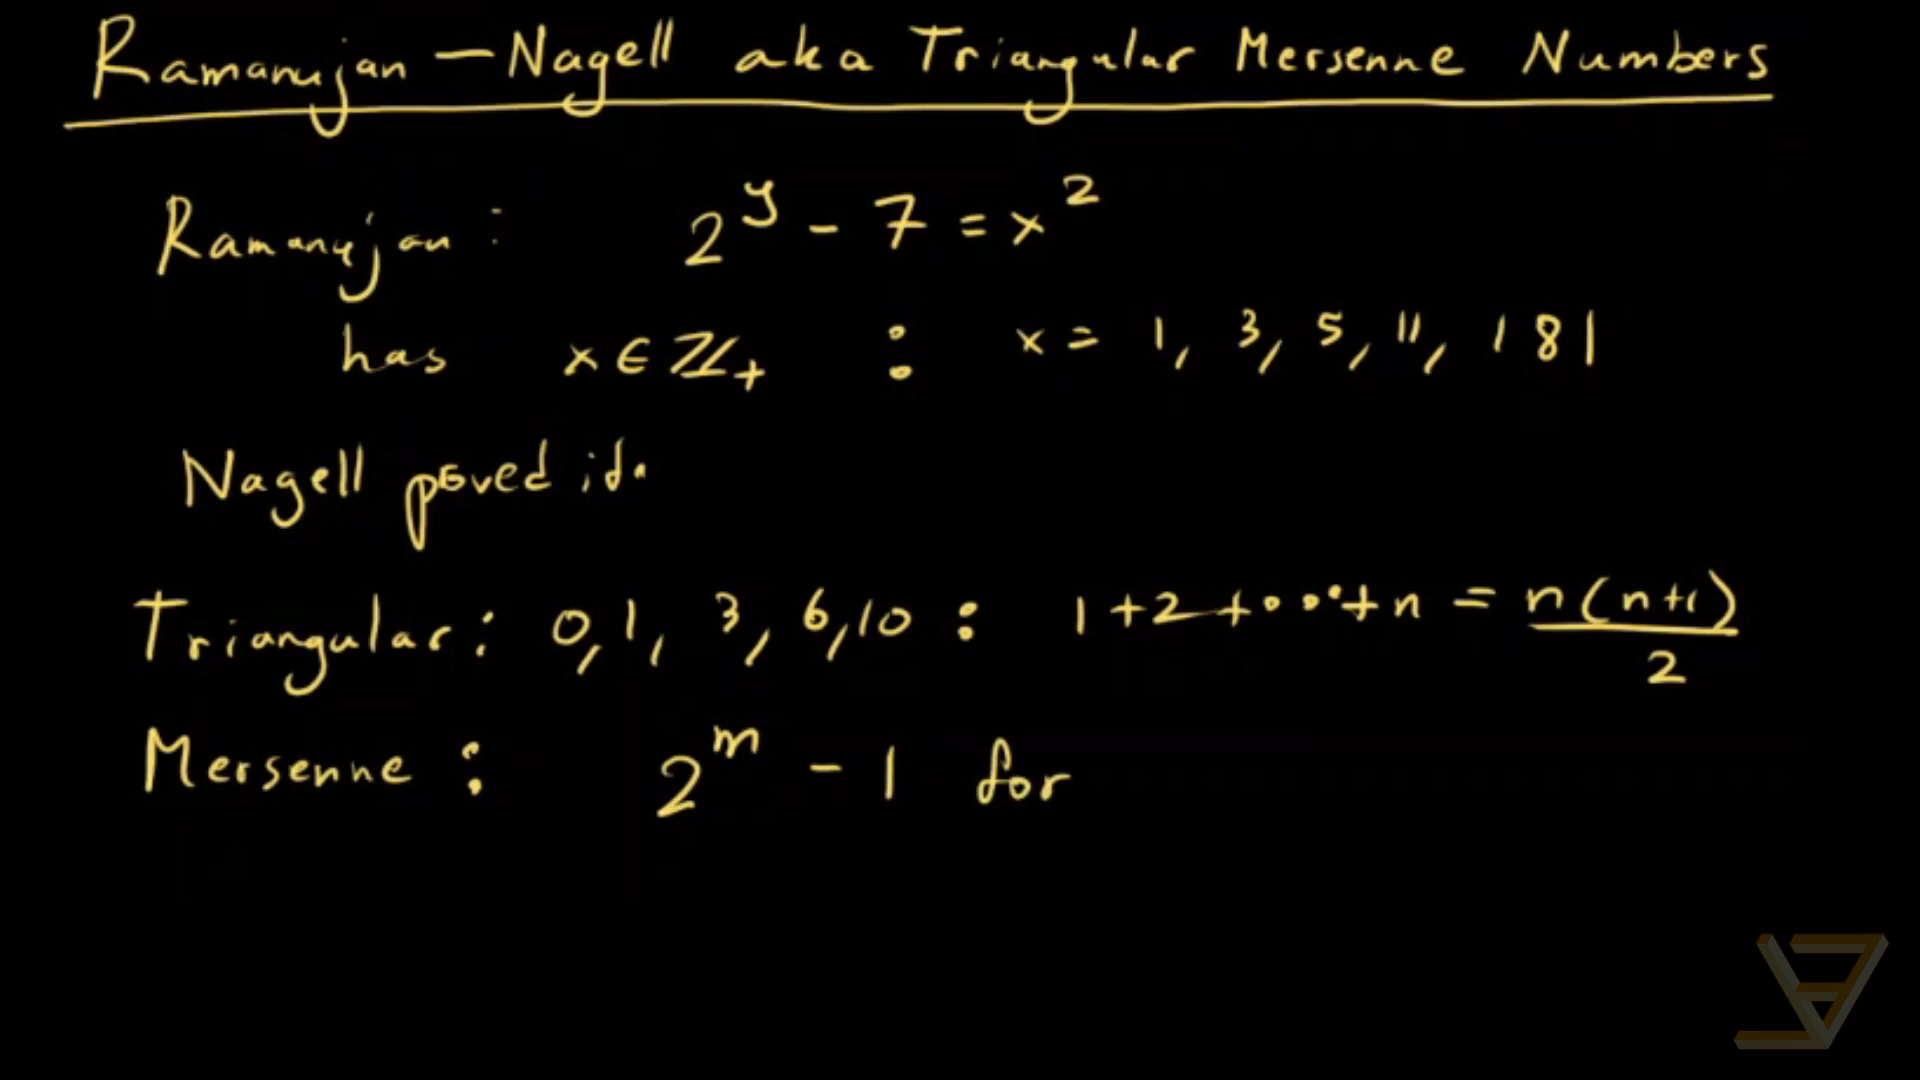 Ramanujan - Nagell aka Triangular Mersenne Numbers
Ramanujan: 2^y - 7 = x^2
has x ∈ ℤ+ : x = 1, 3, 5, 11, 181
Nagell proved it.
Triangular: 0, 1, 3, 6, 10 : 1 + 2 + ... + n = n(n+1)/2
Mersenne: 2^m - 1 for